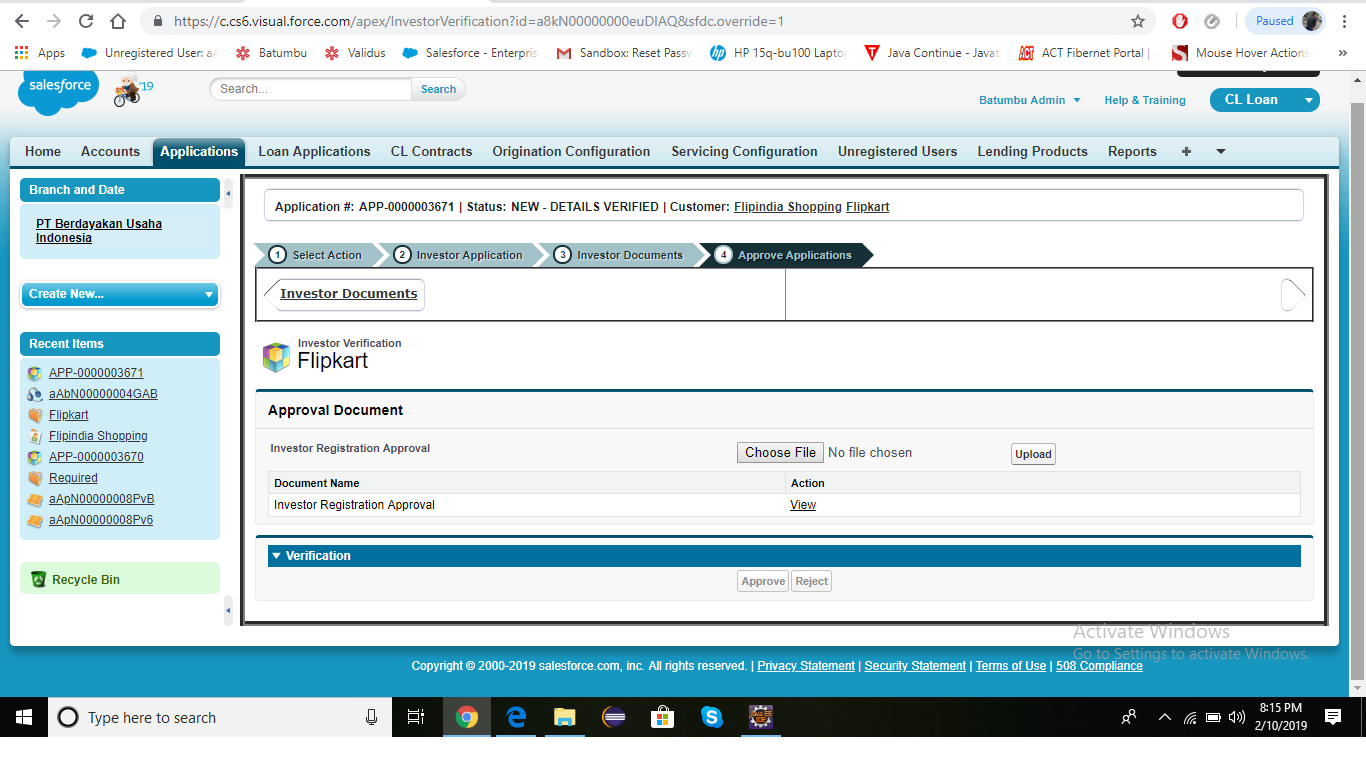 https://c.cs6.visual.force.com/apex/InvestorVerification?id=a8kN00000000euDIAQ&sfdc.override=1
Paused
Apps Unregistered User: aA Batumbu Validus Salesforce - Enterpris Sandbox: Reset Passw HP 15q-bu100 Laptop Java Continue - Javat ACT Fibernet Portal | Mouse Hover Actions »
salesforce '19
Search... Search
Batumbu Admin Help & Training CL Loan
Home Accounts Applications Loan Applications CL Contracts Origination Configuration Servicing Configuration Unregistered Users Lending Products Reports +
Branch and Date
PT Berdayakan Usaha
Indonesia
Create New...
Recent Items
APP-0000003671
aAbN00000004GAB
Flipkart
Flipindia Shopping
APP-0000003670
Required
aApN00000008PvB
aApN00000008Pv6
Recycle Bin
Application #: APP-0000003671 | Status: NEW - DETAILS VERIFIED | Customer: Flipindia Shopping Flipkart
1 Select Action 2 Investor Application 3 Investor Documents 4 Approve Applications
Investor Documents
Investor Verification
Flipkart
Approval Document
Investor Registration Approval Choose File No file chosen Upload
Document Name Action
Investor Registration Approval View
Verification
Approve Reject
Activate Windows
Go to Settings to activate Windows.
Copyright © 2000-2019 salesforce.com, inc. All rights reserved. | Privacy Statement | Security Statement | Terms of Use | 508 Compliance
Type here to search
8:15 PM
2/10/2019